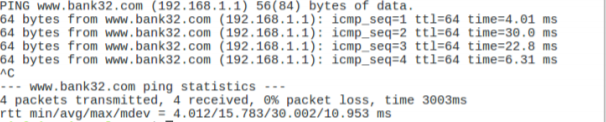 PING www.bank32.com (192.168.1.1) 56(84) bytes of data.
64 bytes from www.bank32.com (192.168.1.1): icmp_seq=1 ttl=64 time=4.01 ms
64 bytes from www.bank32.com (192.168.1.1): icmp_seq=2 ttl=64 time=30.0 ms
64 bytes from www.bank32.com (192.168.1.1): icmp_seq=3 ttl=64 time=22.8 ms
64 bytes from www.bank32.com (192.168.1.1): icmp_seq=4 ttl=64 time=6.31 ms
^C
--- www.bank32.com ping statistics ---
4 packets transmitted, 4 received, 0% packet loss, time 3003ms
rtt min/avg/max/mdev = 4.012/15.783/30.002/10.953 ms